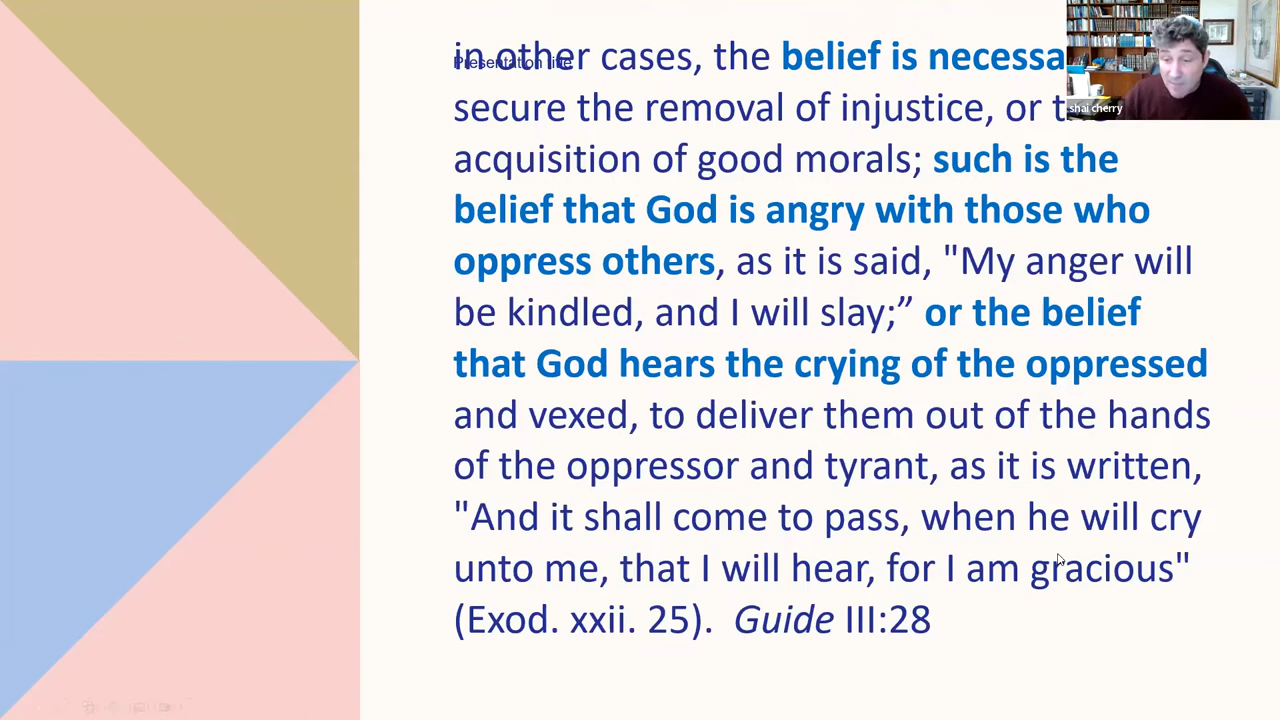 in other cases, the belief is necessa
Presentation title
secure the removal of injustice, or t
shai cherry
acquisition of good morals; such is the
belief that God is angry with those who
oppress others, as it is said, "My anger will
be kindled, and I will slay;” or the belief
that God hears the crying of the oppressed
and vexed, to deliver them out of the hands
of the oppressor and tyrant, as it is written,
"And it shall come to pass, when he will cry
unto me, that I will hear, for I am gracious"
(Exod. xxii. 25). Guide III:28